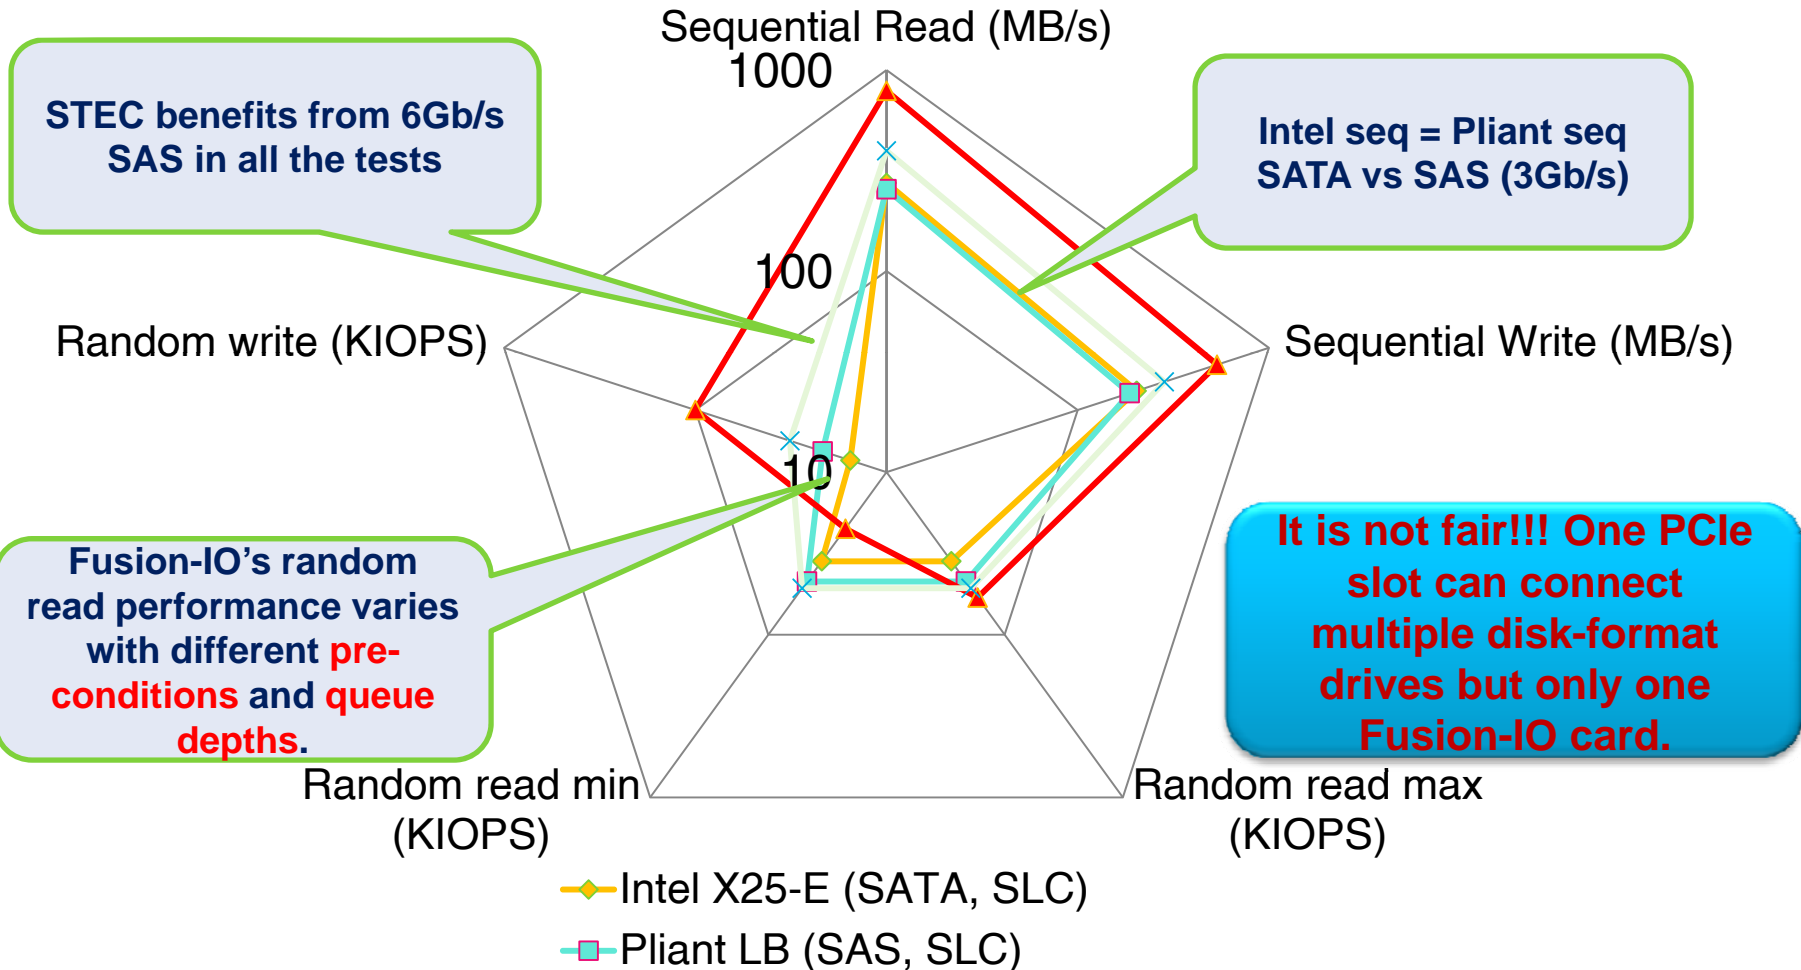 Sequential Read (MB/s)
1000
STEC benefits from 6Gb/s
SAS in all the tests
Intel seq = Pliant seq
SATA vs SAS (3Gb/s)
100
Random write (KIOPS)
Sequential Write (MB/s)
10
Fusion-IO’s random
read performance varies
with different pre-
conditions and queue
depths.
It is not fair!!! One PCIe
slot can connect
multiple disk-format
drives but only one
Fusion-IO card.
Random read min
(KIOPS)
Random read max
(KIOPS)
Intel X25-E (SATA, SLC)
Pliant LB (SAS, SLC)